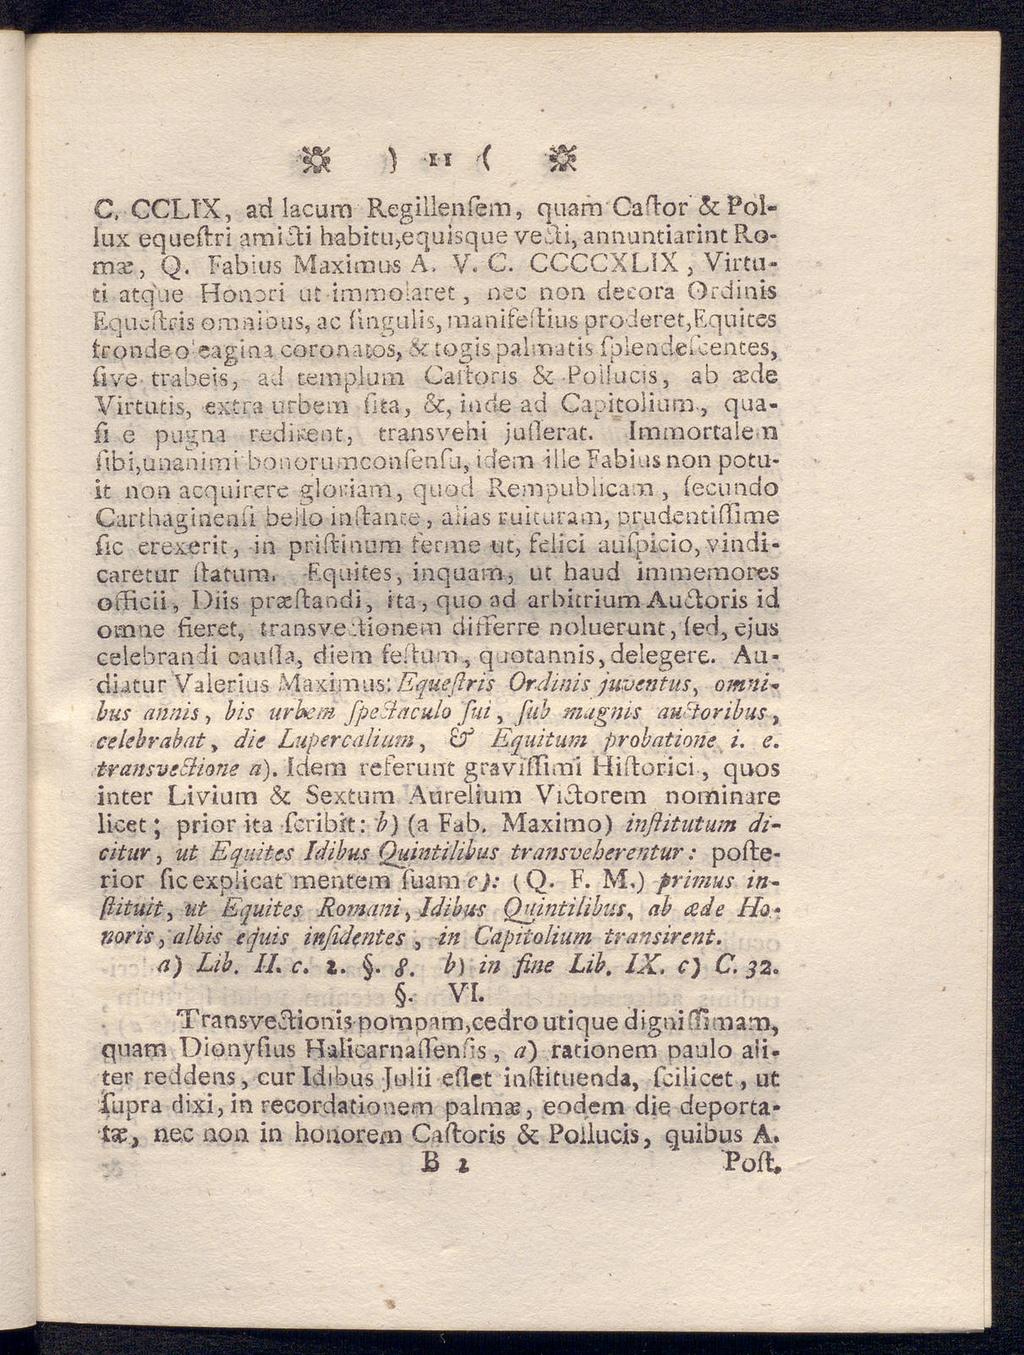 ) 11 (
C. CCLIX, ad lacum Regillenſem, quam Caſtor & Pol-
lux equeſtri amicti habitu,equisque vecti, annuntiarint Ro-
mæ, Q. Fabius Maximus A. V. C. CCCCXLIX, Virtu-
ti atque Honori ut immolaret, nec non decora Ordinis
Equeſtris omnibus, ac ſingulis, manifeſtius proderet,Equites
fronde oleagina coronatos, & togis palmatis ſplendeſcentes,
ſive trabeis, ad templum Caſtoris & Pollucis, ab æde
Virtutis, extra urbem ſita, &, inde ad Capitolium, qua-
ſi e pugna redirent, transvehi juſſerat. Immortalem
ſibi,unanimi bonorumconſenſu, idem ille Fabius non potu-
it non acquirere gloriam, quod Rempublicam, ſecundo
Carthaginenſi bello inſtante, alias ruituram, prudentiſſime
ſic erexerit, in priſtinum ferme ut, felici auſpicio, vindi-
caretur ſtatum. Equites, inquam, ut haud immemores
officii, Diis præſtandi, ita, quo ad arbitrium Auctoris id
omne fieret, transvectionem differre noluerunt, ſed, ejus
celebrandi cauſſa, diem feſtum, quotannis, delegere. Au-
diatur Valerius Maximus: Equeſtris Ordinis juventus, omni-
bus annis, bis urbem ſpectaculo ſui, ſub magnis auctoribus,
celebrabat, die Lupercalium, & Equitum probatione i. e.
transvectione a). Idem referunt graviſſimi Hiſtorici, quos
inter Livium & Sextum Aurelium Victorem nominare
licet; prior ita ſcribit: b) (a Fab. Maximo) inſtitutum di-
citur, ut Equites Idibus Quintilibus transveherentur: poſte-
rior ſic explicat mentem ſuam c): (Q. F. M.) primus in-
ſtituit, ut Equites Romani, Idibus Quintilibus, ab æde Ho-
noris, albis equis inſidentes, in Capitolium transirent.
a) Lib. II. c. 2. §. 8. b) in fine Lib. IX. c) C. 32.
§. VI.
Transvectionis pompam,cedro utique digniſſimam,
quam Dionyſius Halicarnaſſenſis, a) rationem paulo ali-
ter reddens, cur Idibus Julii eſſet inſtituenda, ſcilicet, ut
ſupra dixi, in recordationem palmæ, eodem die deporta-
tæ, nec non in honorem Caſtoris & Pollucis, quibus A.
B 2 Poſt.